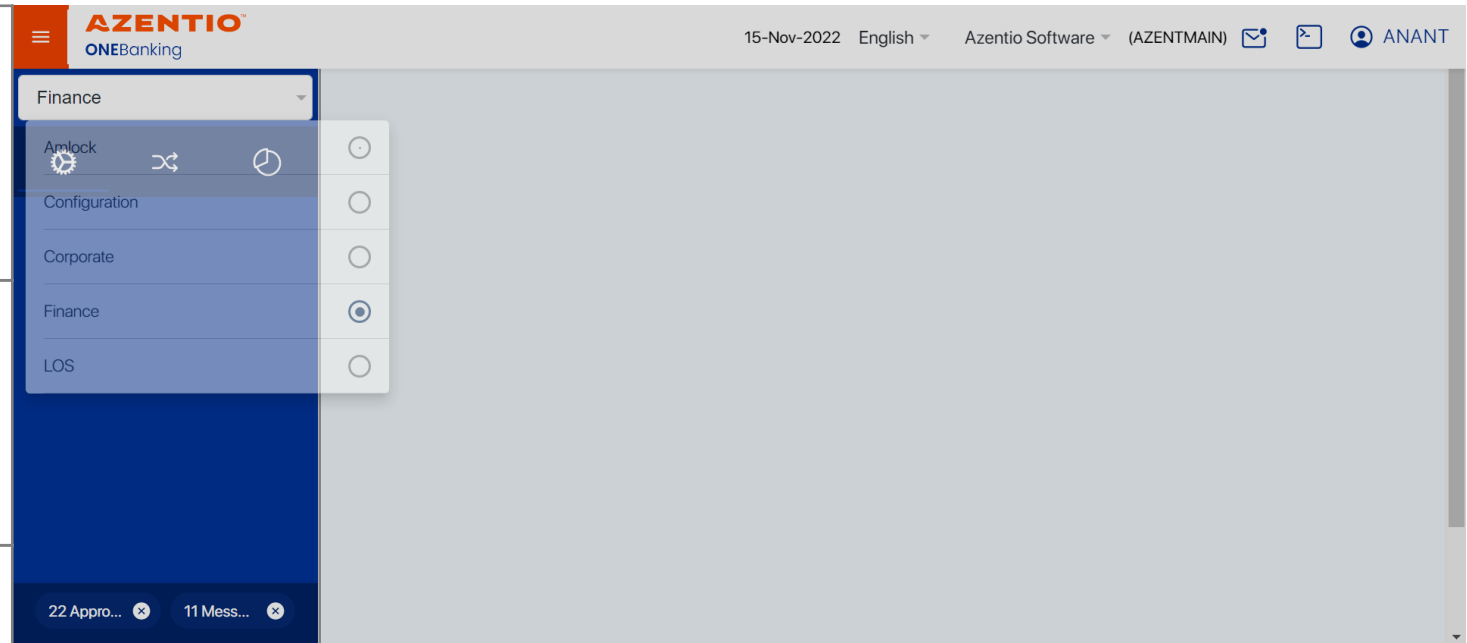 AZENTIO™
ONEBanking
15-Nov-2022 English Azentio Software (AZENTMAIN) ANANT
Finance
Amlock
Configuration
Corporate
Finance
LOS
22 Appro... 11 Mess...